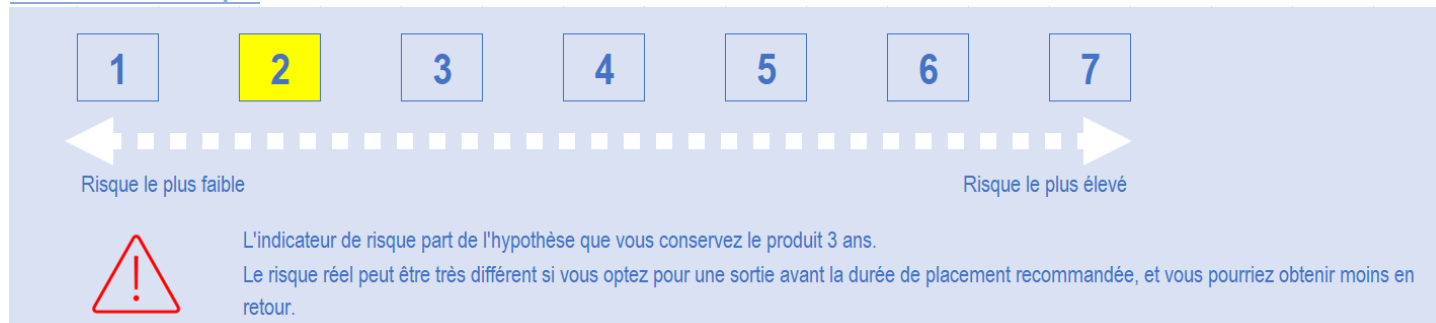 1 2 3 4 5 6 7
Risque le plus faible Risque le plus élevé
L'indicateur de risque part de l'hypothèse que vous conservez le produit 3 ans.
Le risque réel peut être très différent si vous optez pour une sortie avant la durée de placement recommandée, et vous pourriez obtenir moins en
retour.